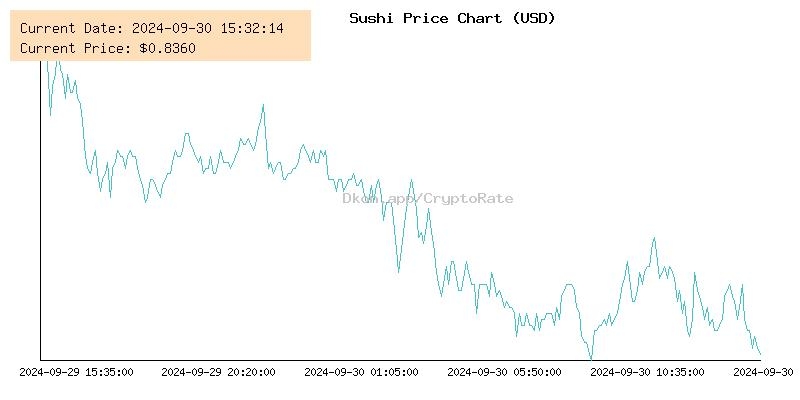 Sushi Price Chart (USD)
Current Date: 2024-09-30 15:32:14
Current Price: $0.8360
Dkon.app/CryptoRate
2024-09-29 15:35:00 2024-09-29 20:20:00 2024-09-30 01:05:00 2024-09-30 05:50:00 2024-09-30 10:35:00 2024-09-30